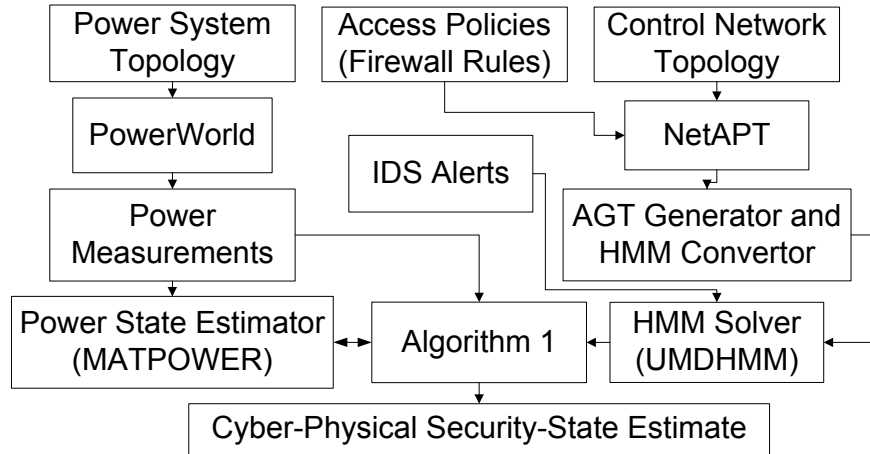 Power System
Topology
Access Policies
(Firewall Rules)
Control Network
Topology
PowerWorld
NetAPT
IDS Alerts
Power
Measurements
AGT Generator and
HMM Convertor
Power State Estimator
(MATPOWER)
Algorithm 1
HMM Solver
(UMDHMM)
Cyber-Physical Security-State Estimate